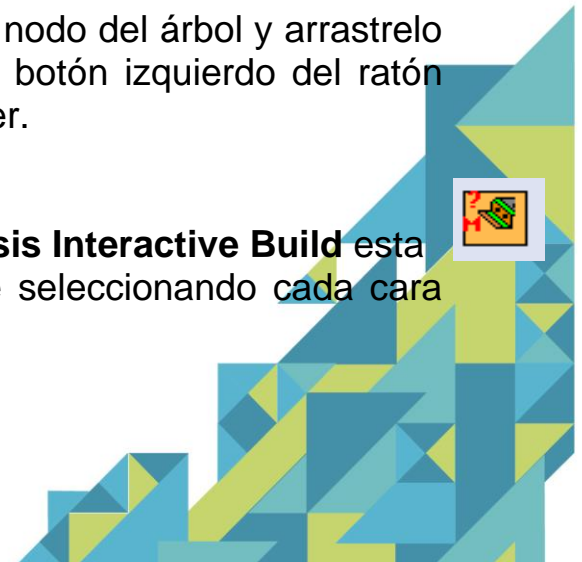 nodo del árbol y arrastrelo
botón izquierdo del ratón
er.
sis Interactive Build esta
e seleccionando cada cara
? M